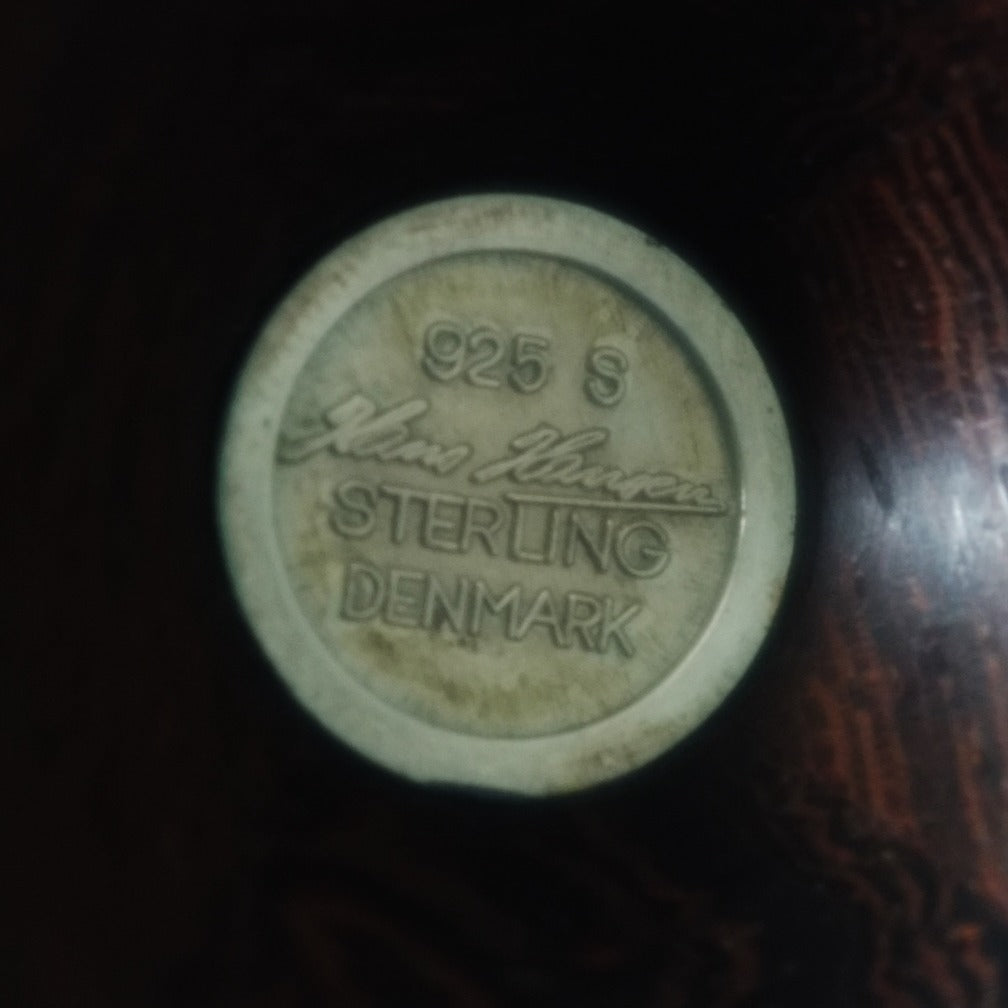 925 S
Hans Hansen
STERLING
DENMARK